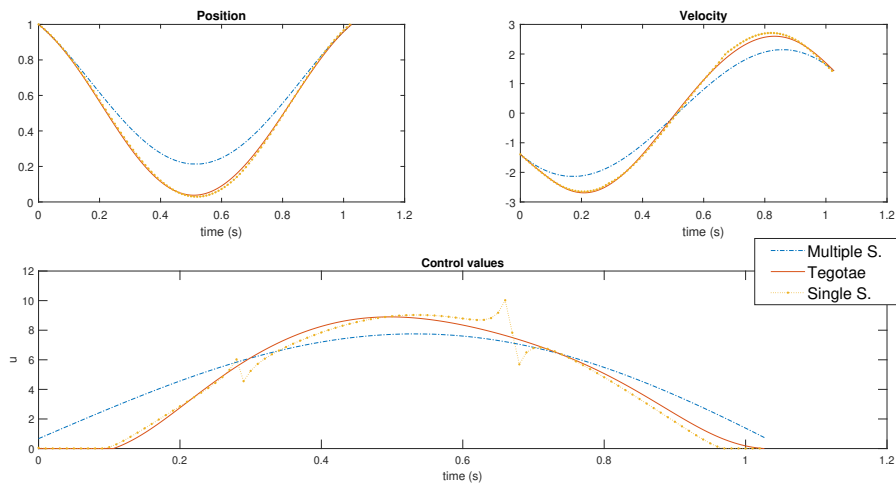 Position
1
0.8
0.6
0.4
0.2
0
0 0.2 0.4 0.6 0.8 1 1.2
time (s)
Velocity
3
2
1
0
-1
-2
-3
0 0.2 0.4 0.6 0.8 1 1.2
time (s)
Multiple S.
Tegotae
Single S.
Control values
12
10
8
6
4
2
0
u
0 0.2 0.4 0.6 0.8 1 1.2
time (s)